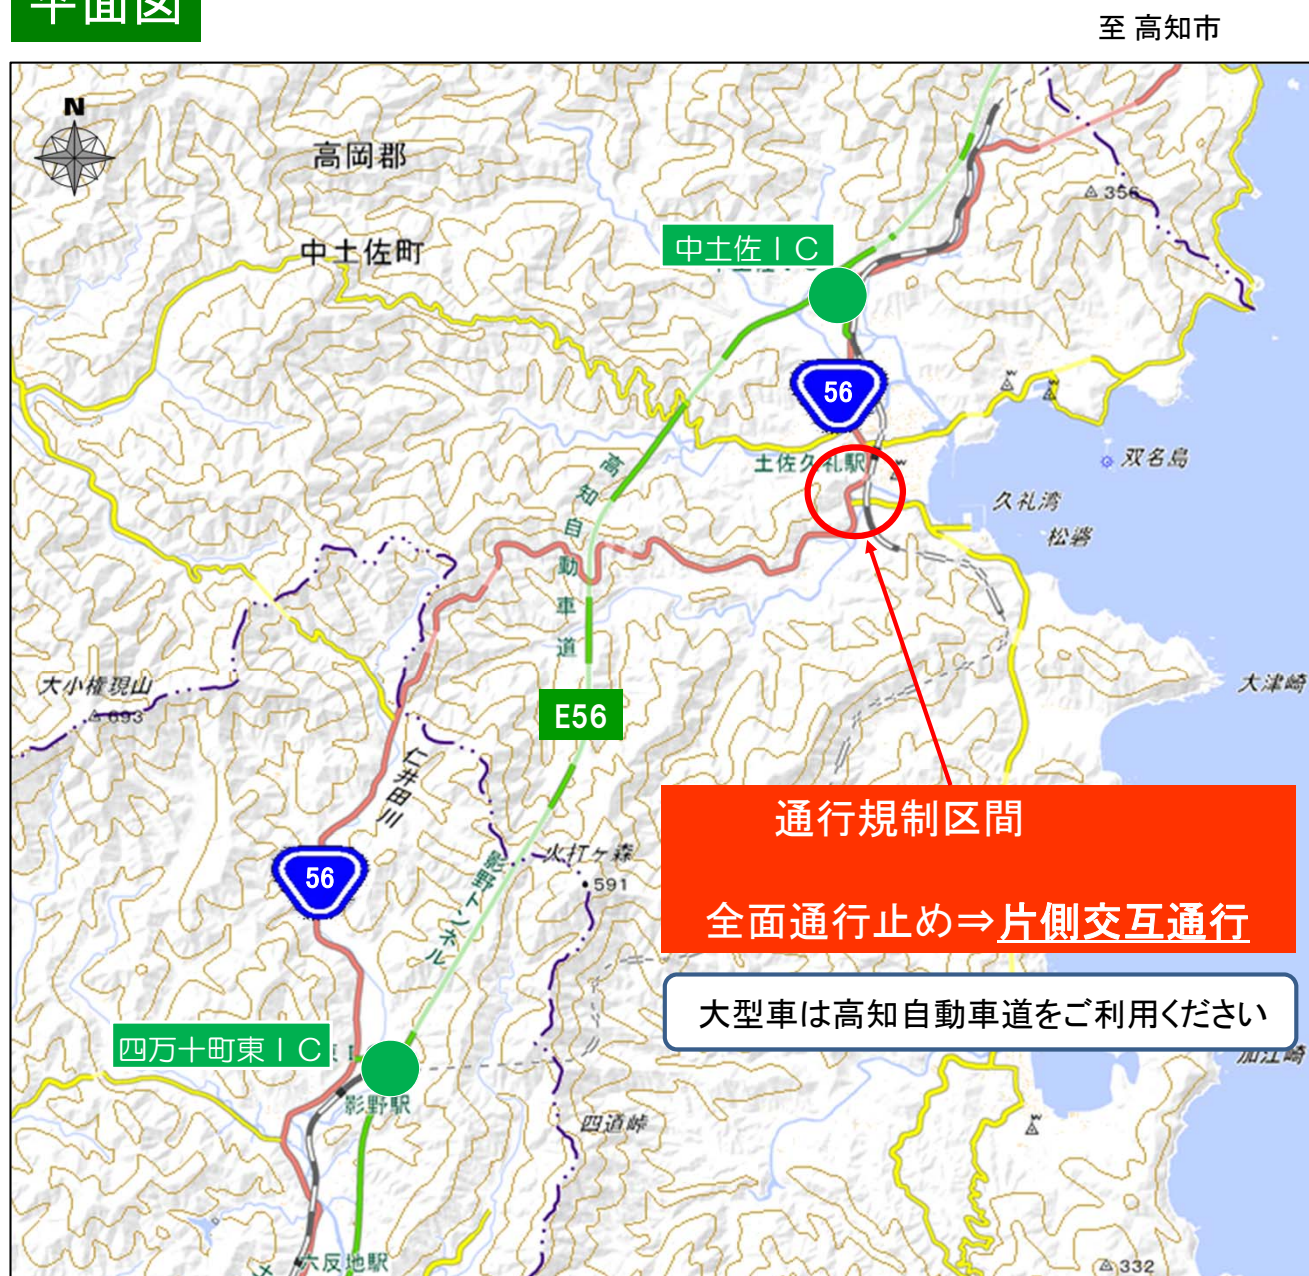 平面図
至 高知市
N
高岡郡
356
中土佐IC
中土佐町
56
双名島
土佐久礼駅
高知自動車道
久礼湾
松碆
大小権現山
693
大津崎
E56
仁井田川
通行規制区間
火打ヶ森
591
影野トンネル
56
全面通行止め⇒片側交互通行
大型車は高知自動車道をご利用ください
四万十町東IC
加江崎
影野駅
四道峠
六反地駅
332